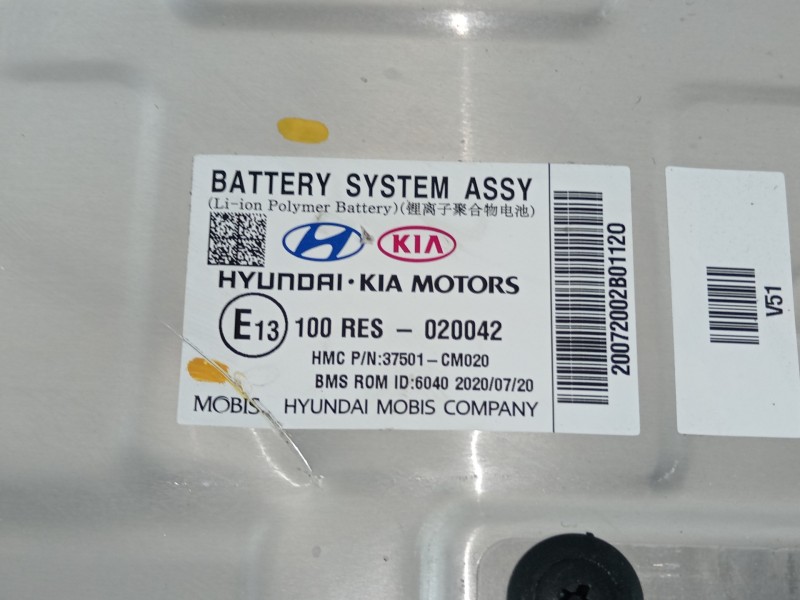 BATTERY SYSTEM ASSY
(Li-ion Polymer Battery)(锂离子聚合物电池)
KIA
HYUNDAI · KIA MOTORS
E13 100 RES - 020042
HMC P/N:37501-CM020
BMS ROM ID:6040 2020/07/20
MOBIS HYUNDAI MOBIS COMPANY
20072002B01120
V51